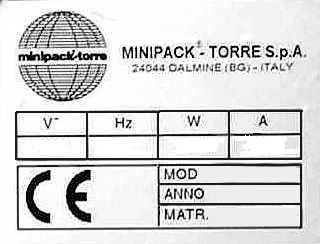 minipack-torre
MINIPACK® - TORRE S.p.A.
24044 DALMINE (BG) - ITALY
V~ Hz W A
CE
MOD
ANNO
MATR.